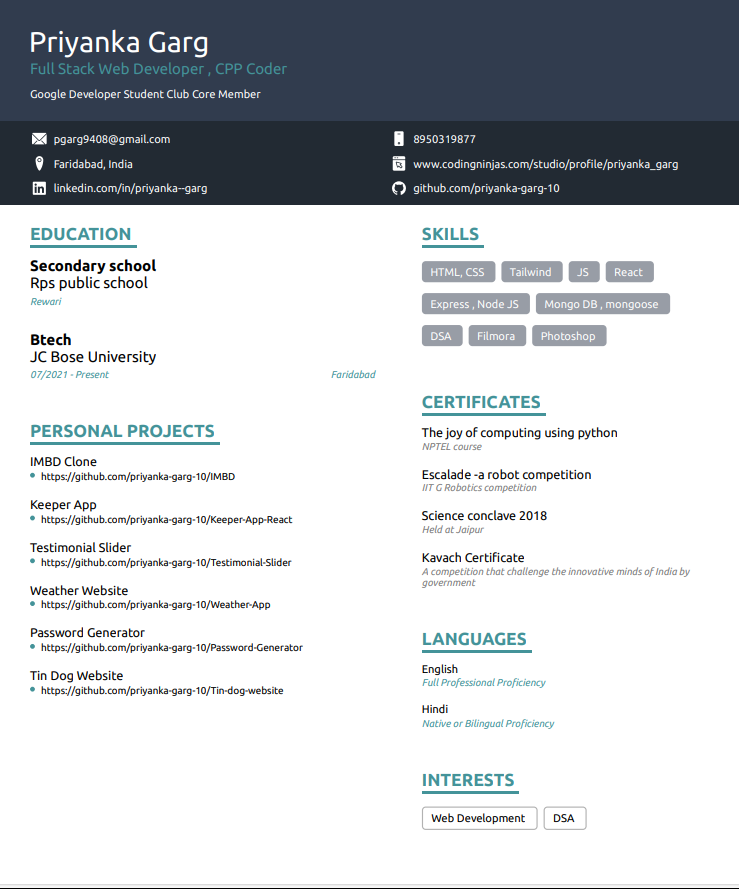 Priyanka Garg
Full Stack Web Developer , CPP Coder
Google Developer Student Club Core Member
pgarg9408@gmail.com
8950319877
Faridabad, India
www.codingninjas.com/studio/profile/priyanka_garg
linkedin.com/in/priyanka--garg
github.com/priyanka-garg-10
EDUCATION
Secondary school
Rps public school
Rewari
Btech
JC Bose University
07/2021 - Present Faridabad
PERSONAL PROJECTS
IMBD Clone
https://github.com/priyanka-garg-10/IMBD
Keeper App
https://github.com/priyanka-garg-10/Keeper-App-React
Testimonial Slider
https://github.com/priyanka-garg-10/Testimonial-Slider
Weather Website
https://github.com/priyanka-garg-10/Weather-App
Password Generator
https://github.com/priyanka-garg-10/Password-Generator
Tin Dog Website
https://github.com/priyanka-garg-10/Tin-dog-website
SKILLS
HTML, CSS Tailwind JS React
Express , Node JS Mongo DB , mongoose
DSA Filmora Photoshop
CERTIFICATES
The joy of computing using python
NPTEL course
Escalade -a robot competition
IIT G Robotics competition
Science conclave 2018
Held at Jaipur
Kavach Certificate
A competition that challenge the innovative minds of India by
government
LANGUAGES
English
Full Professional Proficiency
Hindi
Native or Bilingual Proficiency
INTERESTS
Web Development DSA